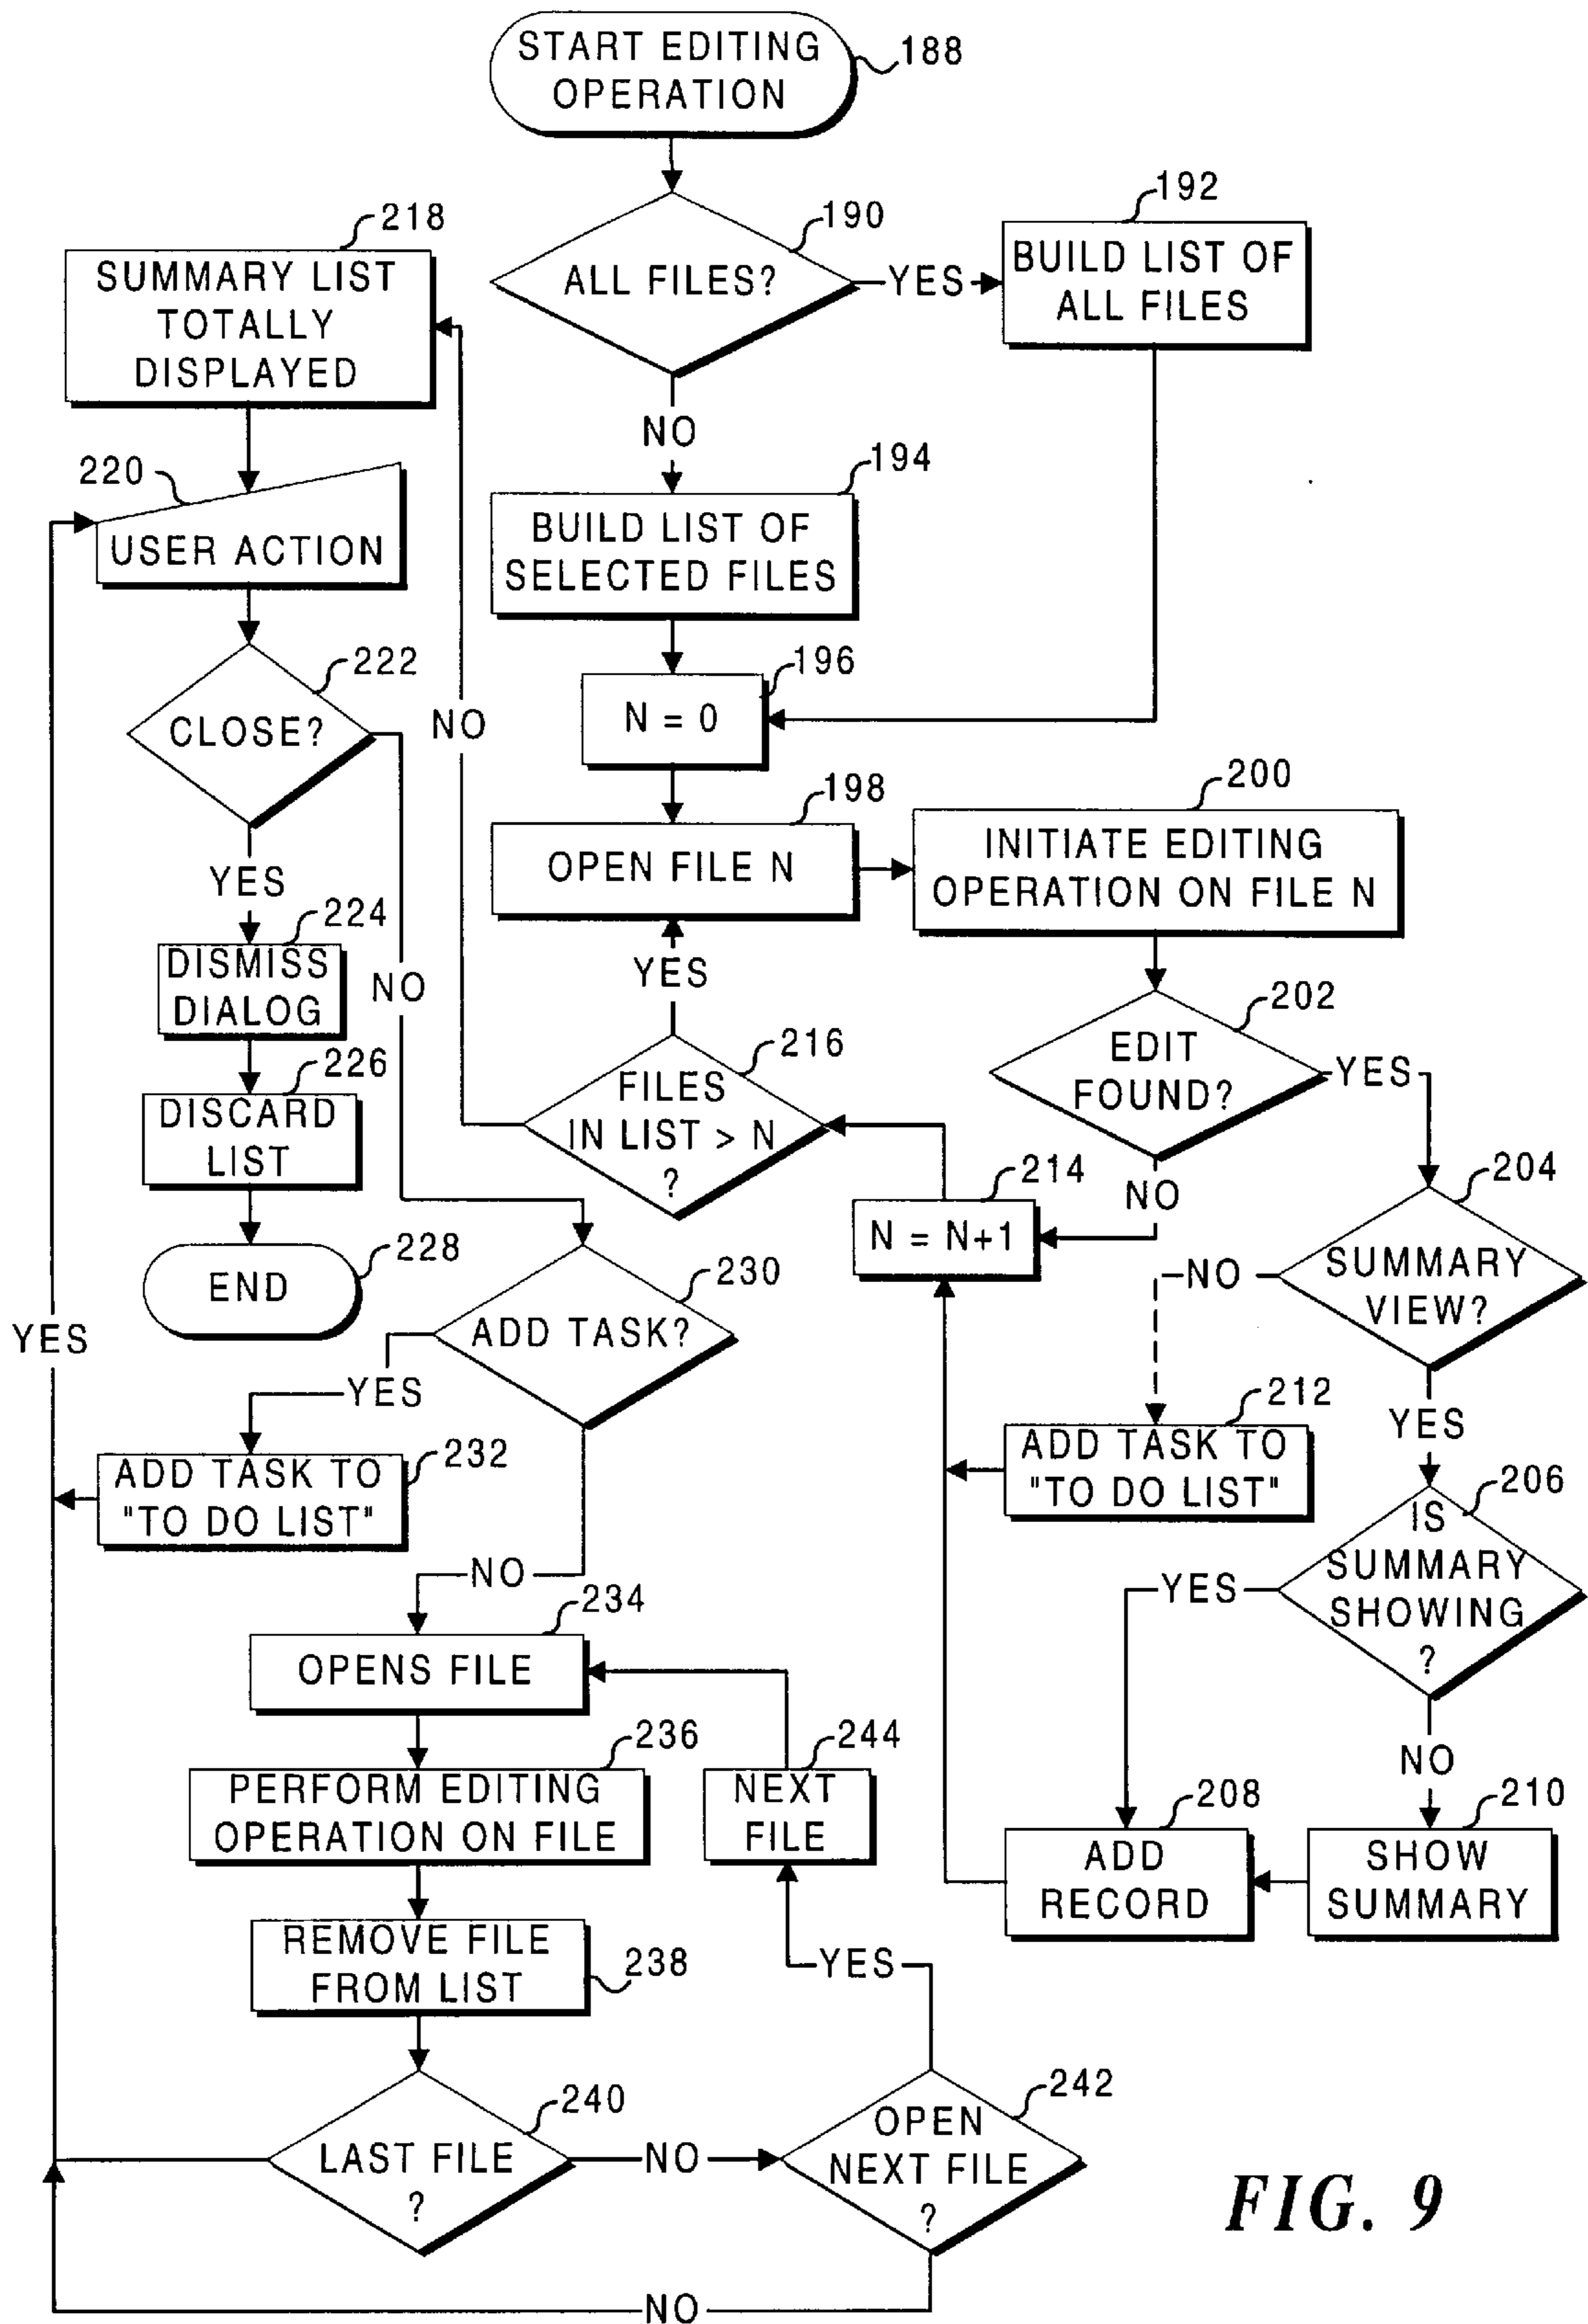 START EDITING
OPERATION
188
ALL FILES?
190
YES
192
BUILD LIST OF
ALL FILES
NO
194
BUILD LIST OF
SELECTED FILES
196
N = 0
198
OPEN FILE N
200
INITIATE EDITING
OPERATION ON FILE N
202
EDIT
FOUND?
YES
NO
204
SUMMARY
VIEW?
NO
YES
212
ADD TASK TO
"TO DO LIST"
206
IS
SUMMARY
SHOWING
?
YES
NO
208
ADD
RECORD
210
SHOW
SUMMARY
214
N = N+1
216
FILES
IN LIST > N
?
YES
NO
218
SUMMARY LIST
TOTALLY
DISPLAYED
220
USER ACTION
222
CLOSE?
YES
NO
224
DISMISS
DIALOG
226
DISCARD
LIST
228
END
230
ADD TASK?
YES
YES
232
ADD TASK TO
"TO DO LIST"
NO
234
OPENS FILE
236
PERFORM EDITING
OPERATION ON FILE
244
NEXT
FILE
238
REMOVE FILE
FROM LIST
YES
240
LAST FILE
?
NO
242
OPEN
NEXT FILE
?
NO
FIG. 9